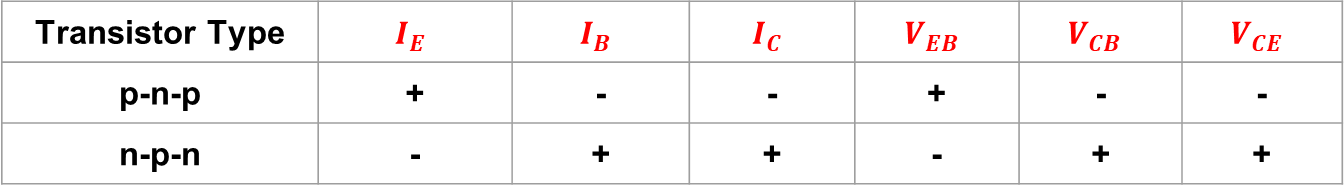 Transistor Type I_E I_B I_C V_EB V_CB V_CE
p-n-p + - - + - -
n-p-n - + + - + +